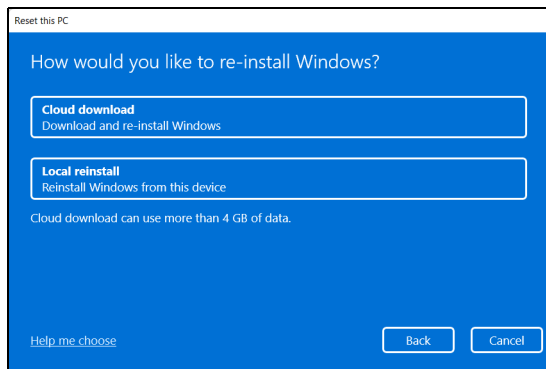 Reset this PC
How would you like to re-install Windows?
Cloud download
Download and re-install Windows
Local reinstall
Reinstall Windows from this device
Cloud download can use more than 4 GB of data.
Help me choose
Back
Cancel